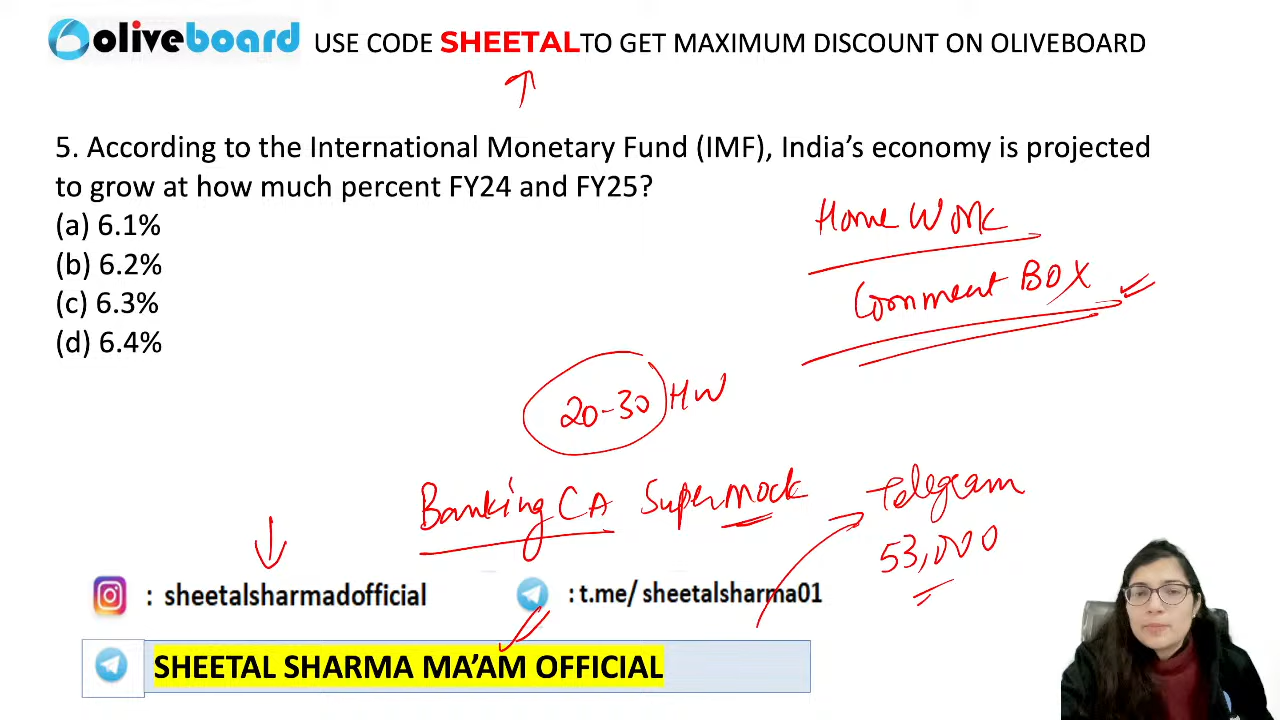 oliveboard USE CODE SHEETAL TO GET MAXIMUM DISCOUNT ON OLIVEBOARD
5. According to the International Monetary Fund (IMF), India's economy is projected
to grow at how much percent FY24 and FY25?
(a) 6.1%
(b) 6.2%
(c) 6.3%
(d) 6.4%
Home Work
Comment BOX
20-30 HW
Banking CA Supermock
Telegram
53,000
: sheetalsharmadofficial
: t.me/ sheetalsharma01
SHEETAL SHARMA MA'AM OFFICIAL